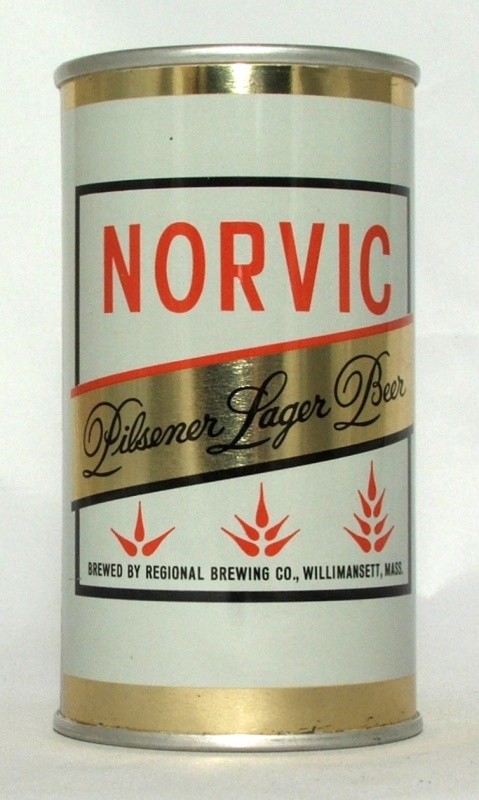 NORVIC
Pilsener Lager Beer
BREWED BY REGIONAL BREWING CO., WILLIMANSETT, MASS.